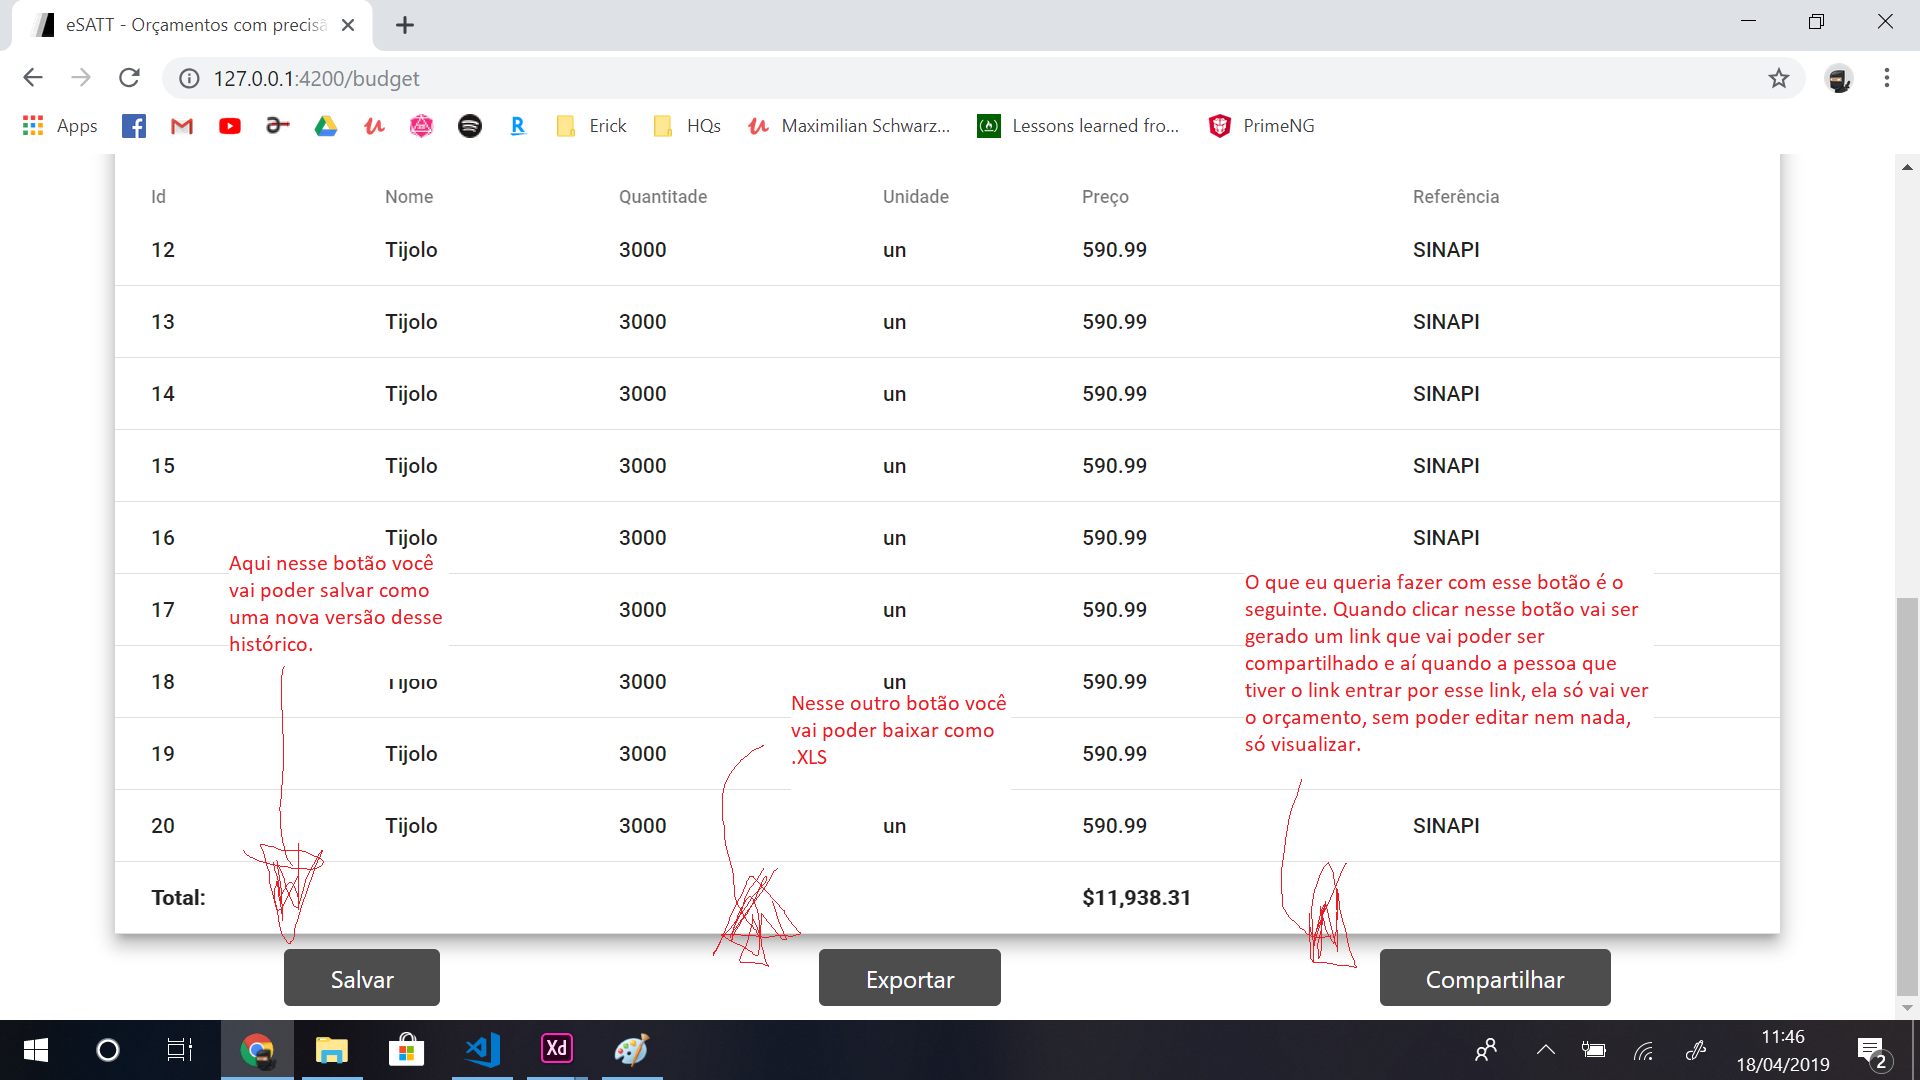 eSATT - Orçamentos com precisã
127.0.0.1:4200/budget
Apps Erick HQs Maximilian Schwarz... Lessons learned fro... PrimeNG
Id Nome Quantitade Unidade Preço Referência
12 Tijolo 3000 un 590.99 SINAPI
13 Tijolo 3000 un 590.99 SINAPI
14 Tijolo 3000 un 590.99 SINAPI
15 Tijolo 3000 un 590.99 SINAPI
16 Tijolo 3000 un 590.99 SINAPI
17 3000 un 590.99
18 Tijolo 3000 un 590.99
19 Tijolo 3000 590.99
20 Tijolo 3000 un 590.99 SINAPI
Total: $11,938.31
Aqui nesse botão você
vai poder salvar como
uma nova versão desse
histórico.
Nesse outro botão você
vai poder baixar como
.XLS
O que eu queria fazer com esse botão é o
seguinte. Quando clicar nesse botão vai ser
gerado um link que vai poder ser
compartilhado e aí quando a pessoa que
tiver o link entrar por esse link, ela só vai ver
o orçamento, sem poder editar nem nada,
só visualizar.
Salvar Exportar Compartilhar
Xd
11:46
18/04/2019
2